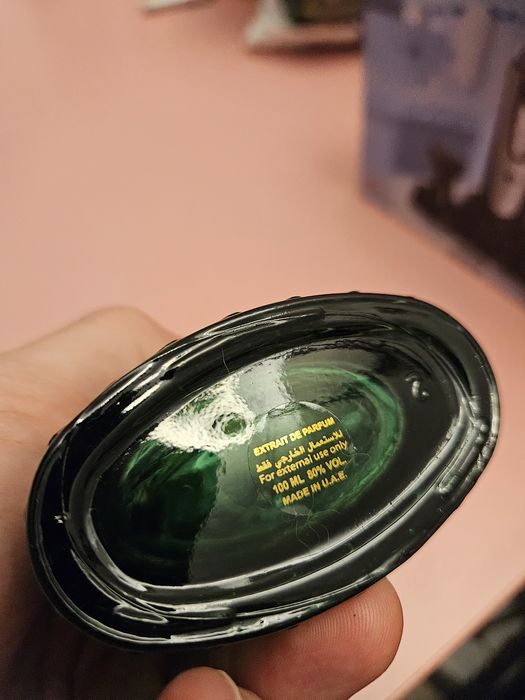 EXTRAIT DE PARFUM
للاستعمال الخارجي فقط
For external use only
100 ML 80% VOL.
MADE IN U.A.E.